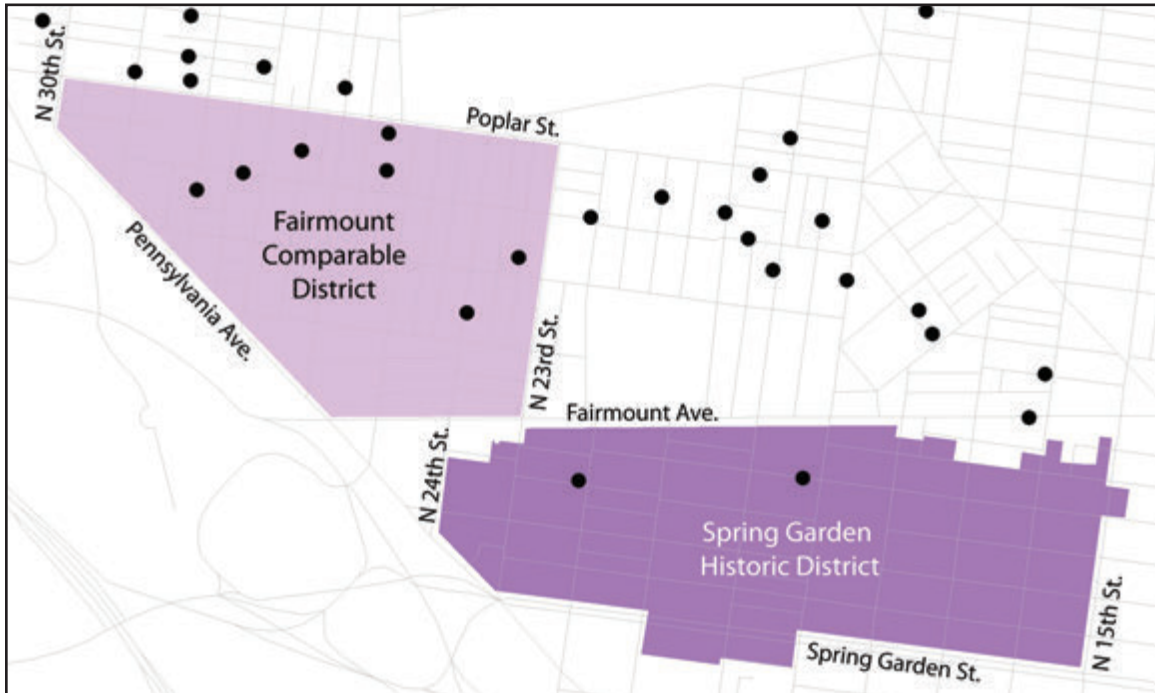 N 30th St.
Poplar St.
Fairmount
Comparable
District
Pennsylvania Ave.
N 23rd St.
Fairmount Ave.
N 24th St.
Spring Garden
Historic District
Spring Garden St.
N 15th St.